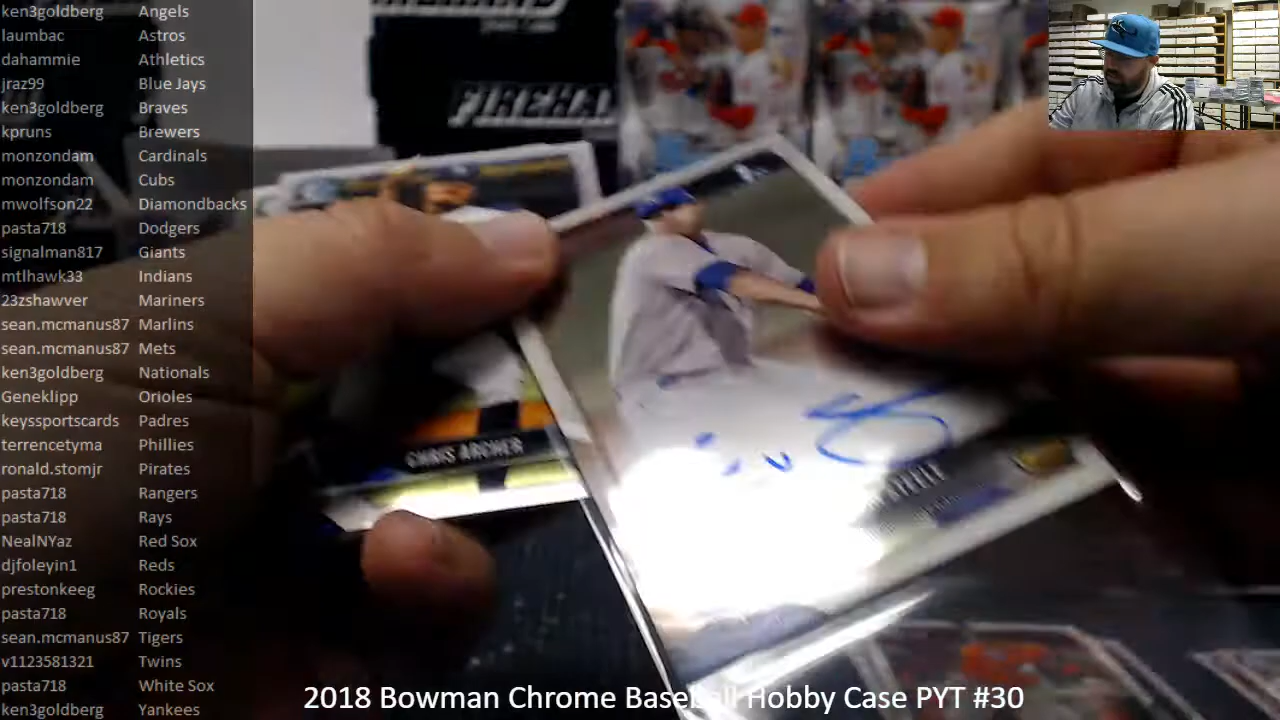 ken3goldberg Angels
laumbac Astros
dahammie Athletics
jraz99 Blue Jays
ken3goldberg Braves
kpruns Brewers
monzondam Cardinals
monzondam Cubs
mwolfson22 Diamondbacks
pasta718 Dodgers
signalman817 Giants
mtlhawk33 Indians
23zshawver Mariners
sean.mcmanus87 Marlins
sean.mcmanus87 Mets
ken3goldberg Nationals
Geneklipp Orioles
keyssportscards Padres
terrencetyma Phillies
ronald.stomjr Pirates
pasta718 Rangers
pasta718 Rays
NealNYaz Red Sox
djfoleyin1 Reds
prestonkeeg Rockies
pasta718 Royals
sean.mcmanus87 Tigers
v1123581321 Twins
pasta718 White Sox
ken3goldberg Yankees
CHRIS ARCHER
2018 Bowman Chrome Baseball Hobby Case PYT #30